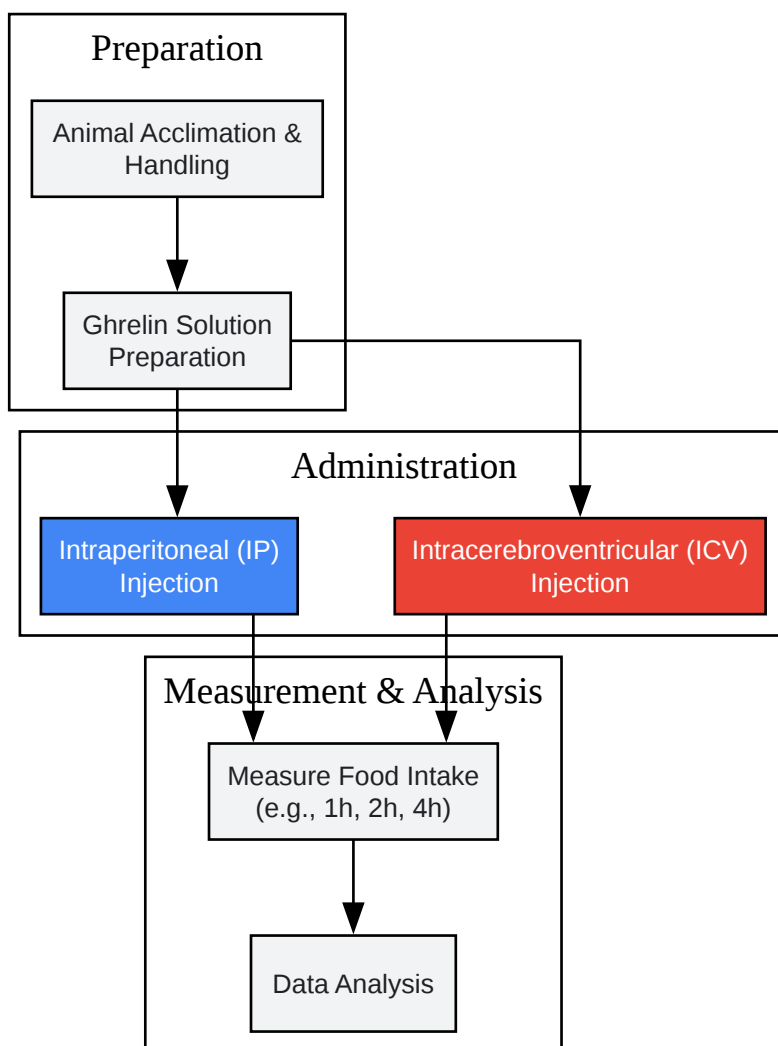 Preparation
Animal Acclimation &
Handling
Ghrelin Solution
Preparation
Administration
Intraperitoneal (IP)
Injection
Intracerebroventricular (ICV)
Injection
Measurement & Analysis
Measure Food Intake
(e.g., 1h, 2h, 4h)
Data Analysis